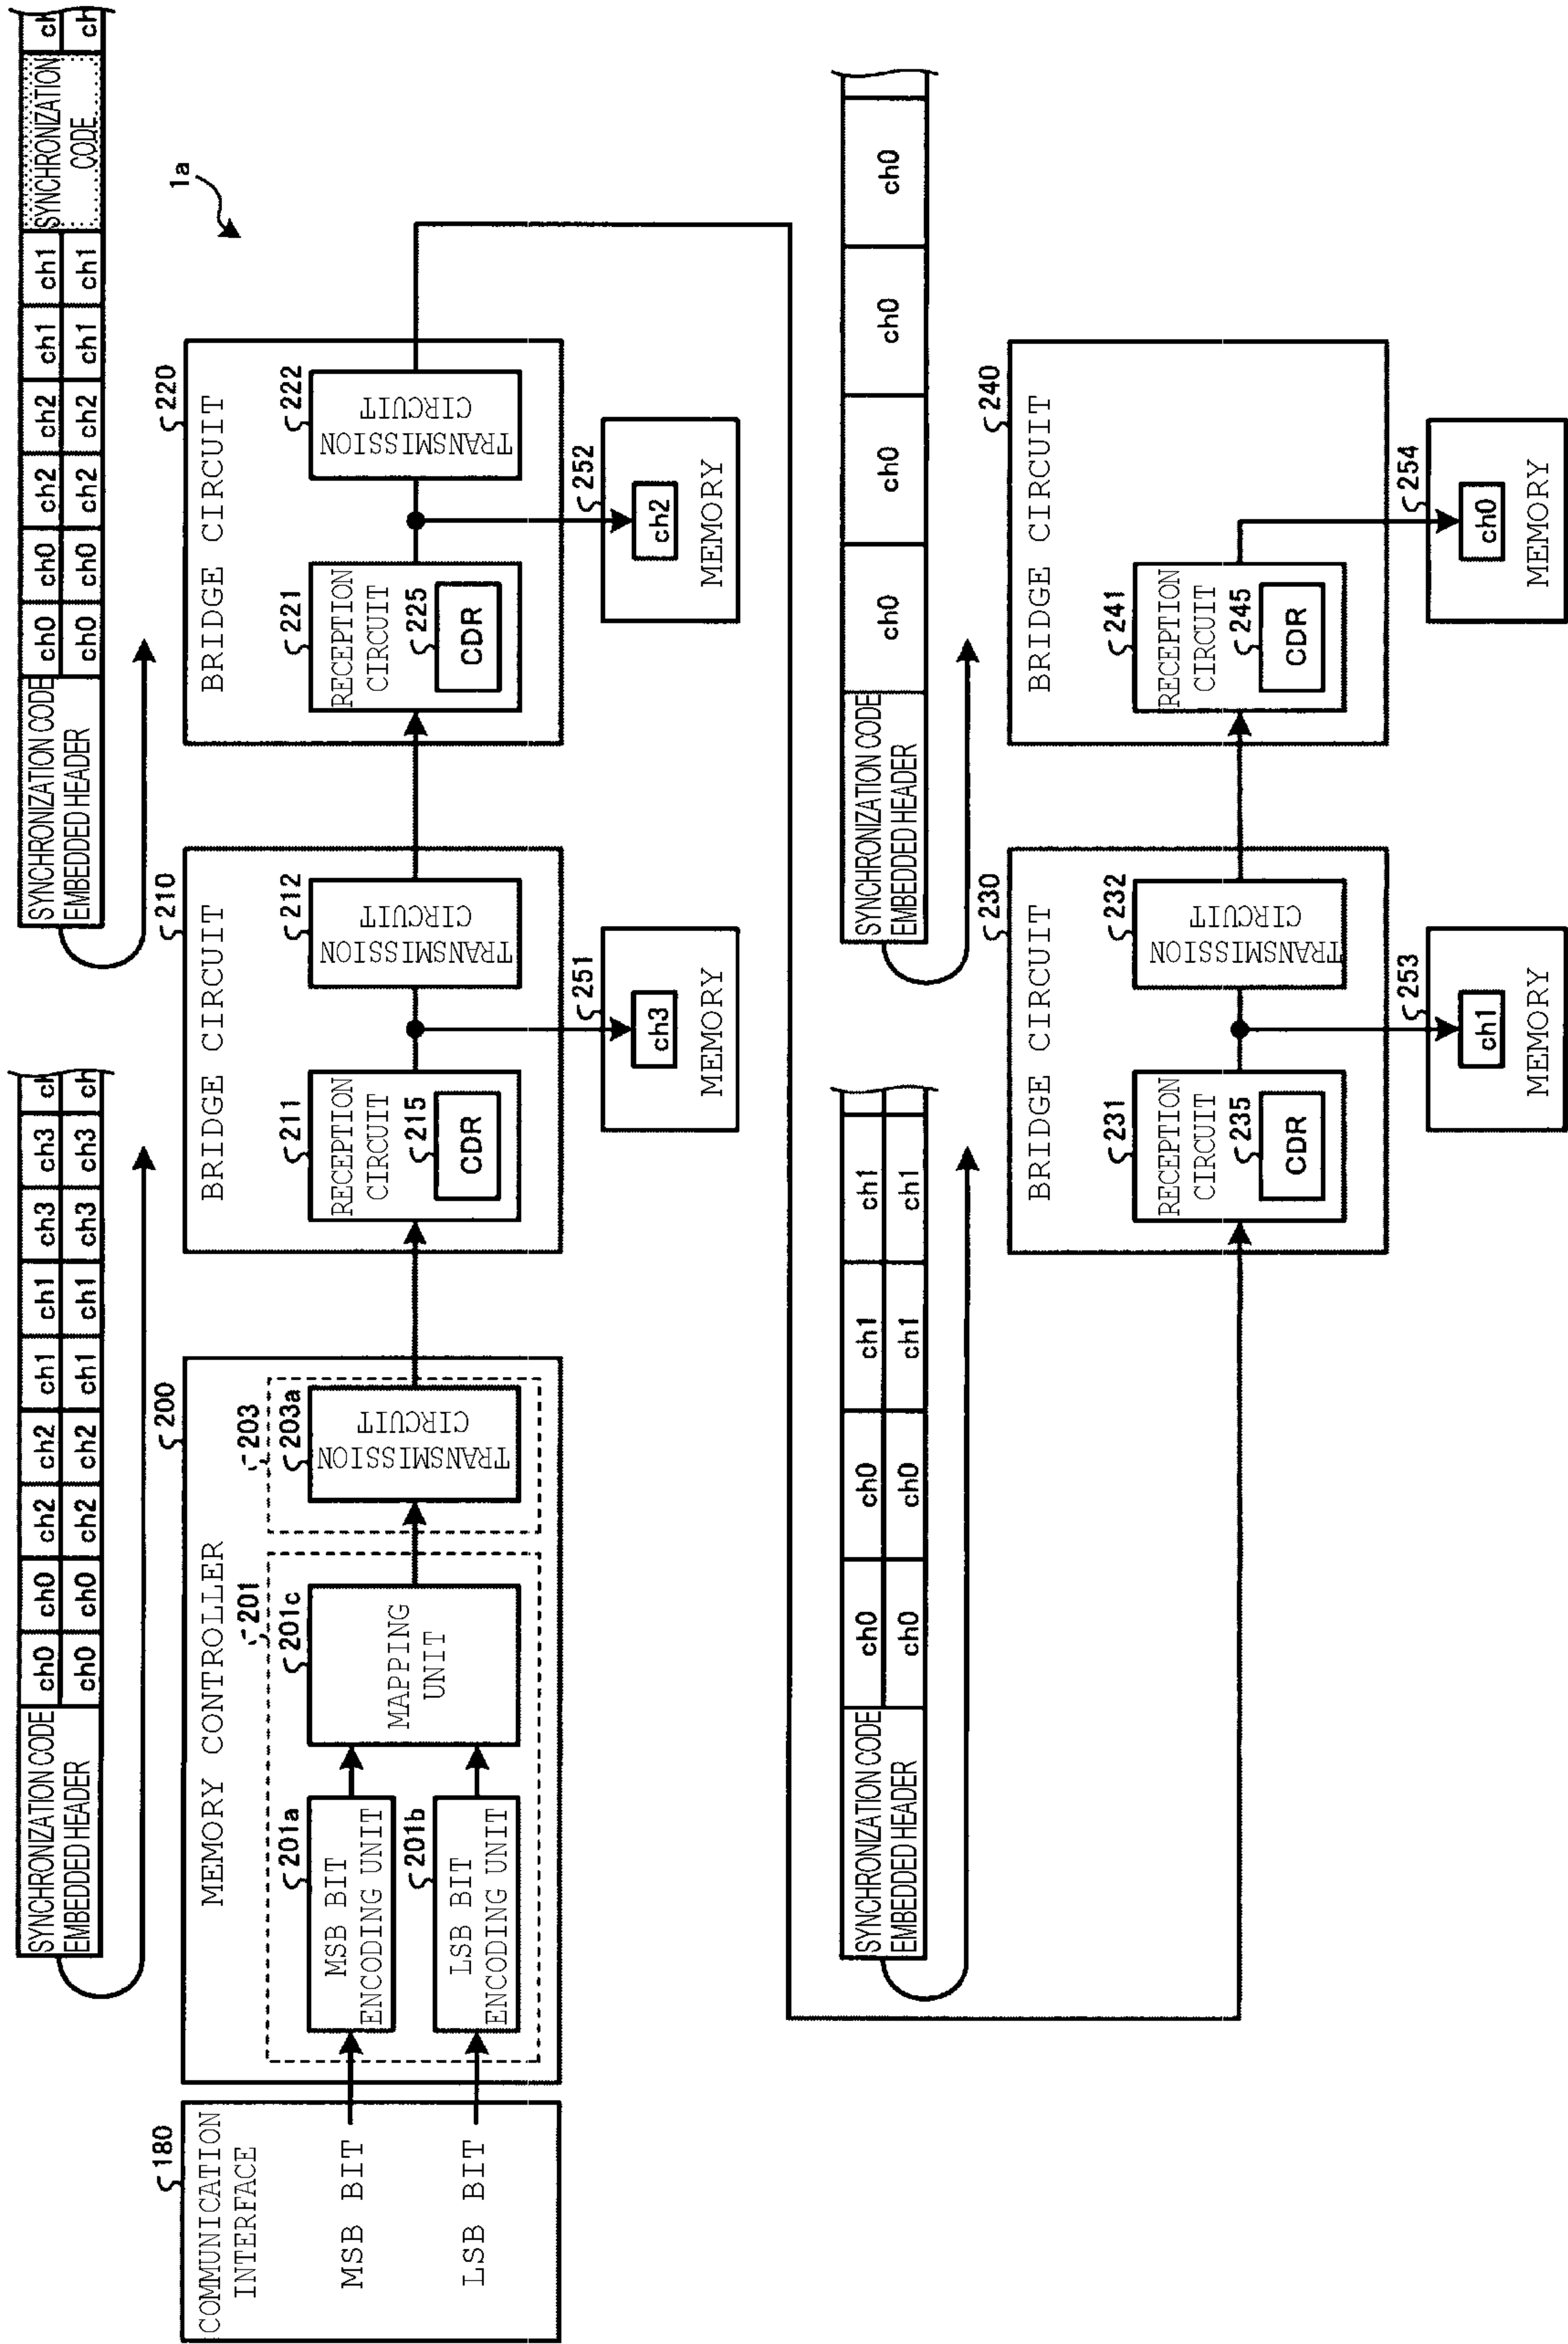 SYNCHRONIZATION CODE
EMBEDDED HEADER
ch0 ch0 ch2 ch2 ch1 ch1 ch3 ch3 ch
ch0 ch0 ch2 ch2 ch1 ch1 ch3 ch3 ch
SYNCHRONIZATION CODE
EMBEDDED HEADER
ch0 ch0 ch2 ch2 ch1 ch1
ch0 ch0 ch2 ch2 ch1 ch1
SYNCHRONIZATION
CODE
ch
ch
1a
180
COMMUNICATION
INTERFACE
MSB BIT
LSB BIT
200
MEMORY CONTROLLER
201
201a
MSB BIT
ENCODING UNIT
201b
LSB BIT
ENCODING UNIT
201c
MAPPING
UNIT
203
203a
TRANSMISSION
CIRCUIT
210
BRIDGE CIRCUIT
211
RECEPTION
CIRCUIT
215
CDR
212
TRANSMISSION
CIRCUIT
251
ch3
MEMORY
220
BRIDGE CIRCUIT
221
RECEPTION
CIRCUIT
225
CDR
222
TRANSMISSION
CIRCUIT
252
ch2
MEMORY
SYNCHRONIZATION CODE
EMBEDDED HEADER
ch0 ch0 ch1 ch1
ch0 ch0 ch1 ch1
SYNCHRONIZATION CODE
EMBEDDED HEADER
ch0 ch0 ch0 ch0
230
BRIDGE CIRCUIT
231
RECEPTION
CIRCUIT
235
CDR
232
TRANSMISSION
CIRCUIT
253
ch1
MEMORY
240
BRIDGE CIRCUIT
241
RECEPTION
CIRCUIT
245
CDR
254
ch0
MEMORY